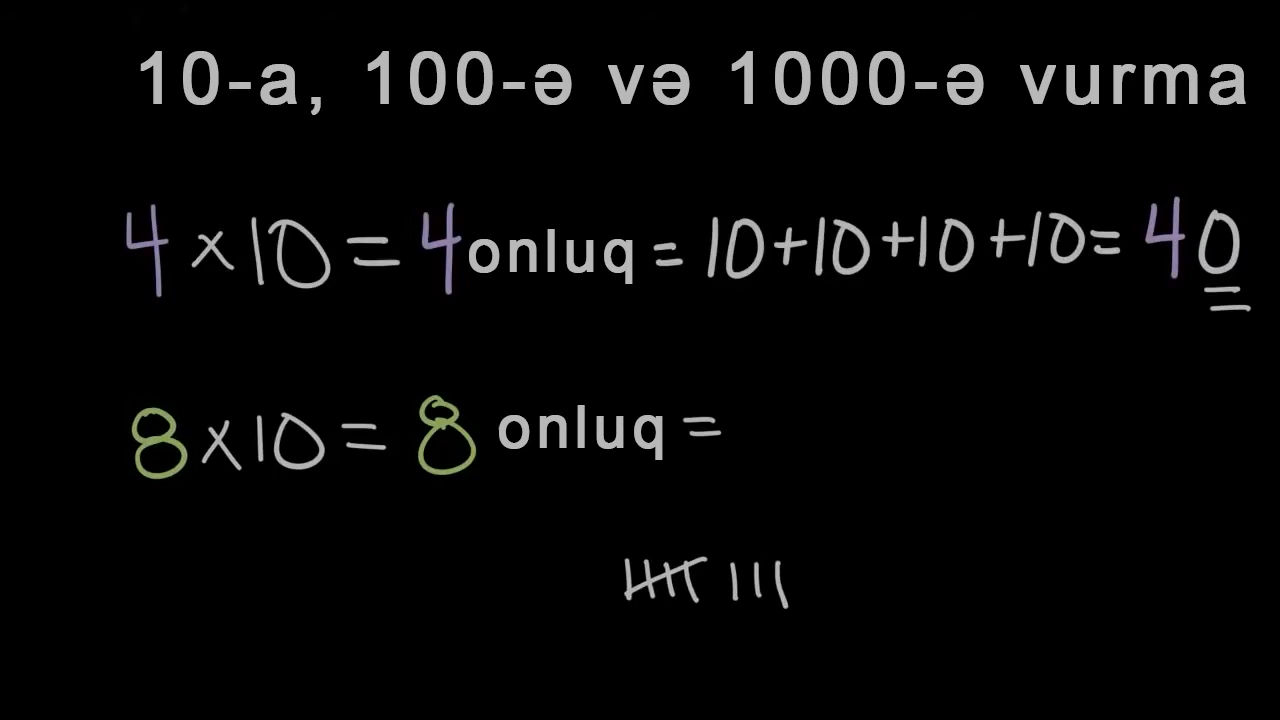 10-a, 100-ə və 1000-ə vurma
4 × 10 = 4 onluq = 10 + 10 + 10 + 10 = 40
8 × 10 = 8 onluq =